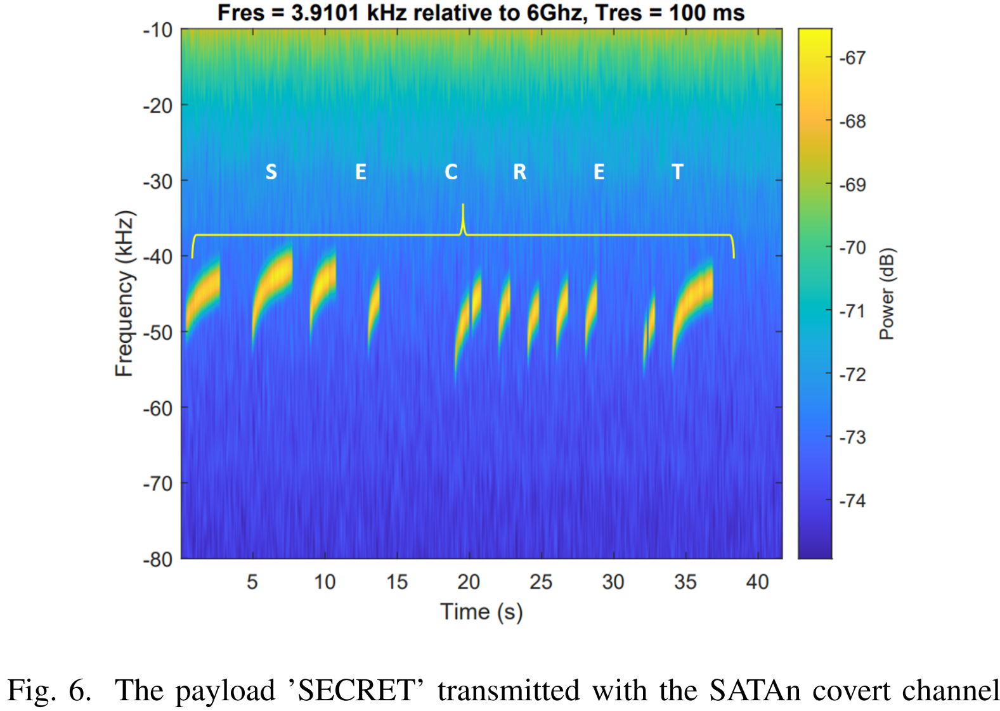 Fres = 3.9101 kHz relative to 6Ghz, Tres = 100 ms
-10
-20
-30
-40
-50
-60
-70
-80
Frequency (kHz)
S E C R E T
5 10 15 20 25 30 35 40
Time (s)
-67
-68
-69
-70
-71
-72
-73
-74
Power (dB)
Fig. 6. The payload ’SECRET’ transmitted with the SATAn covert channel